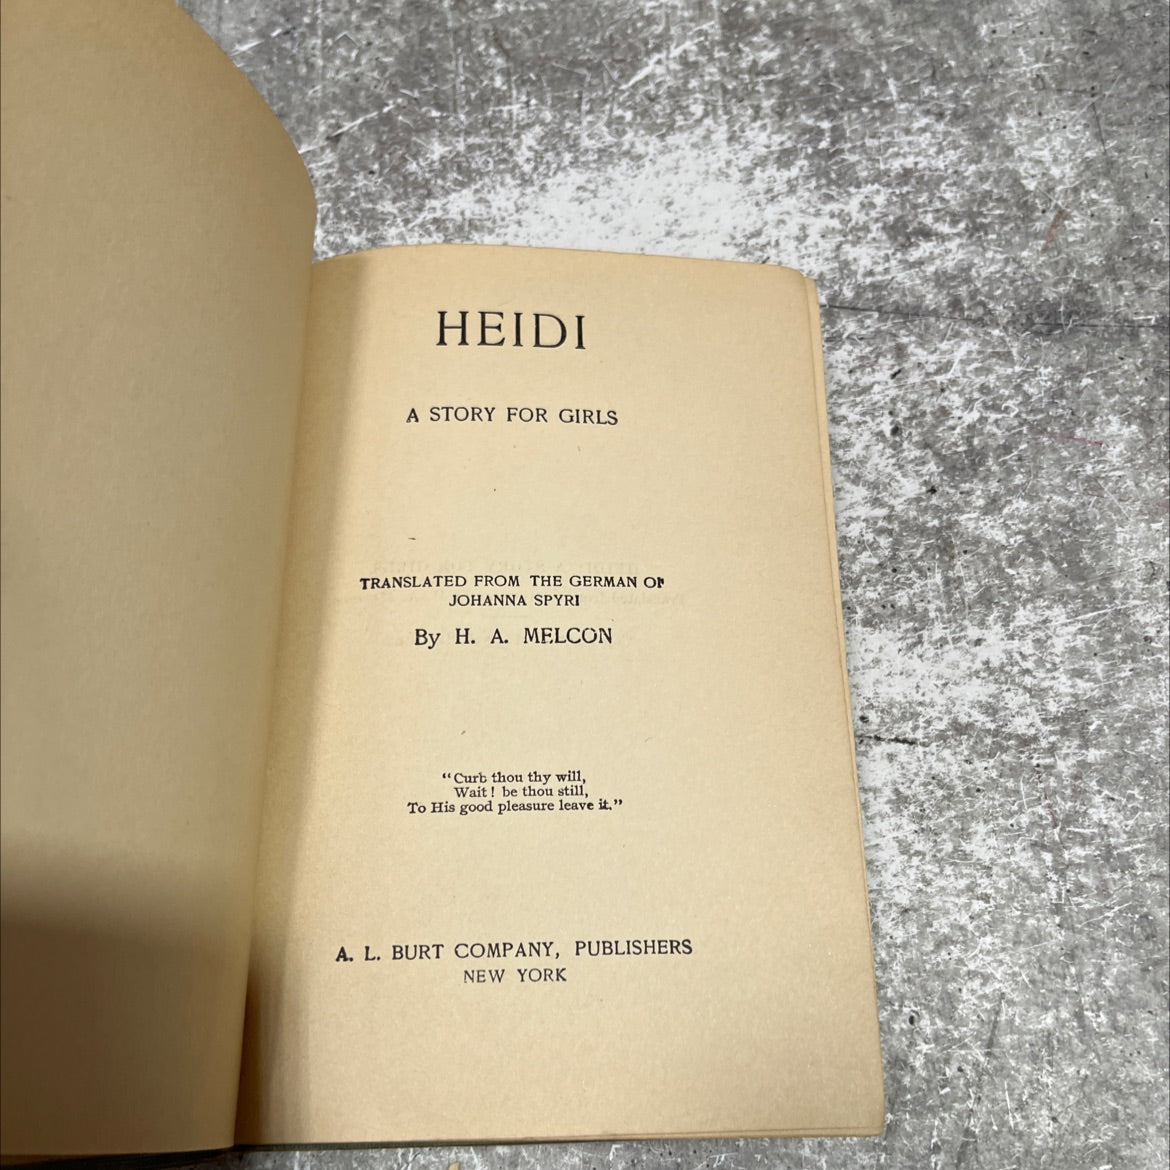 HEIDI
A STORY FOR GIRLS
TRANSLATED FROM THE GERMAN OF
JOHANNA SPYRI
By H. A. MELCON
“Curb thou thy will,
Wait! be thou still,
To His good pleasure leave it.”
A. L. BURT COMPANY, PUBLISHERS
NEW YORK